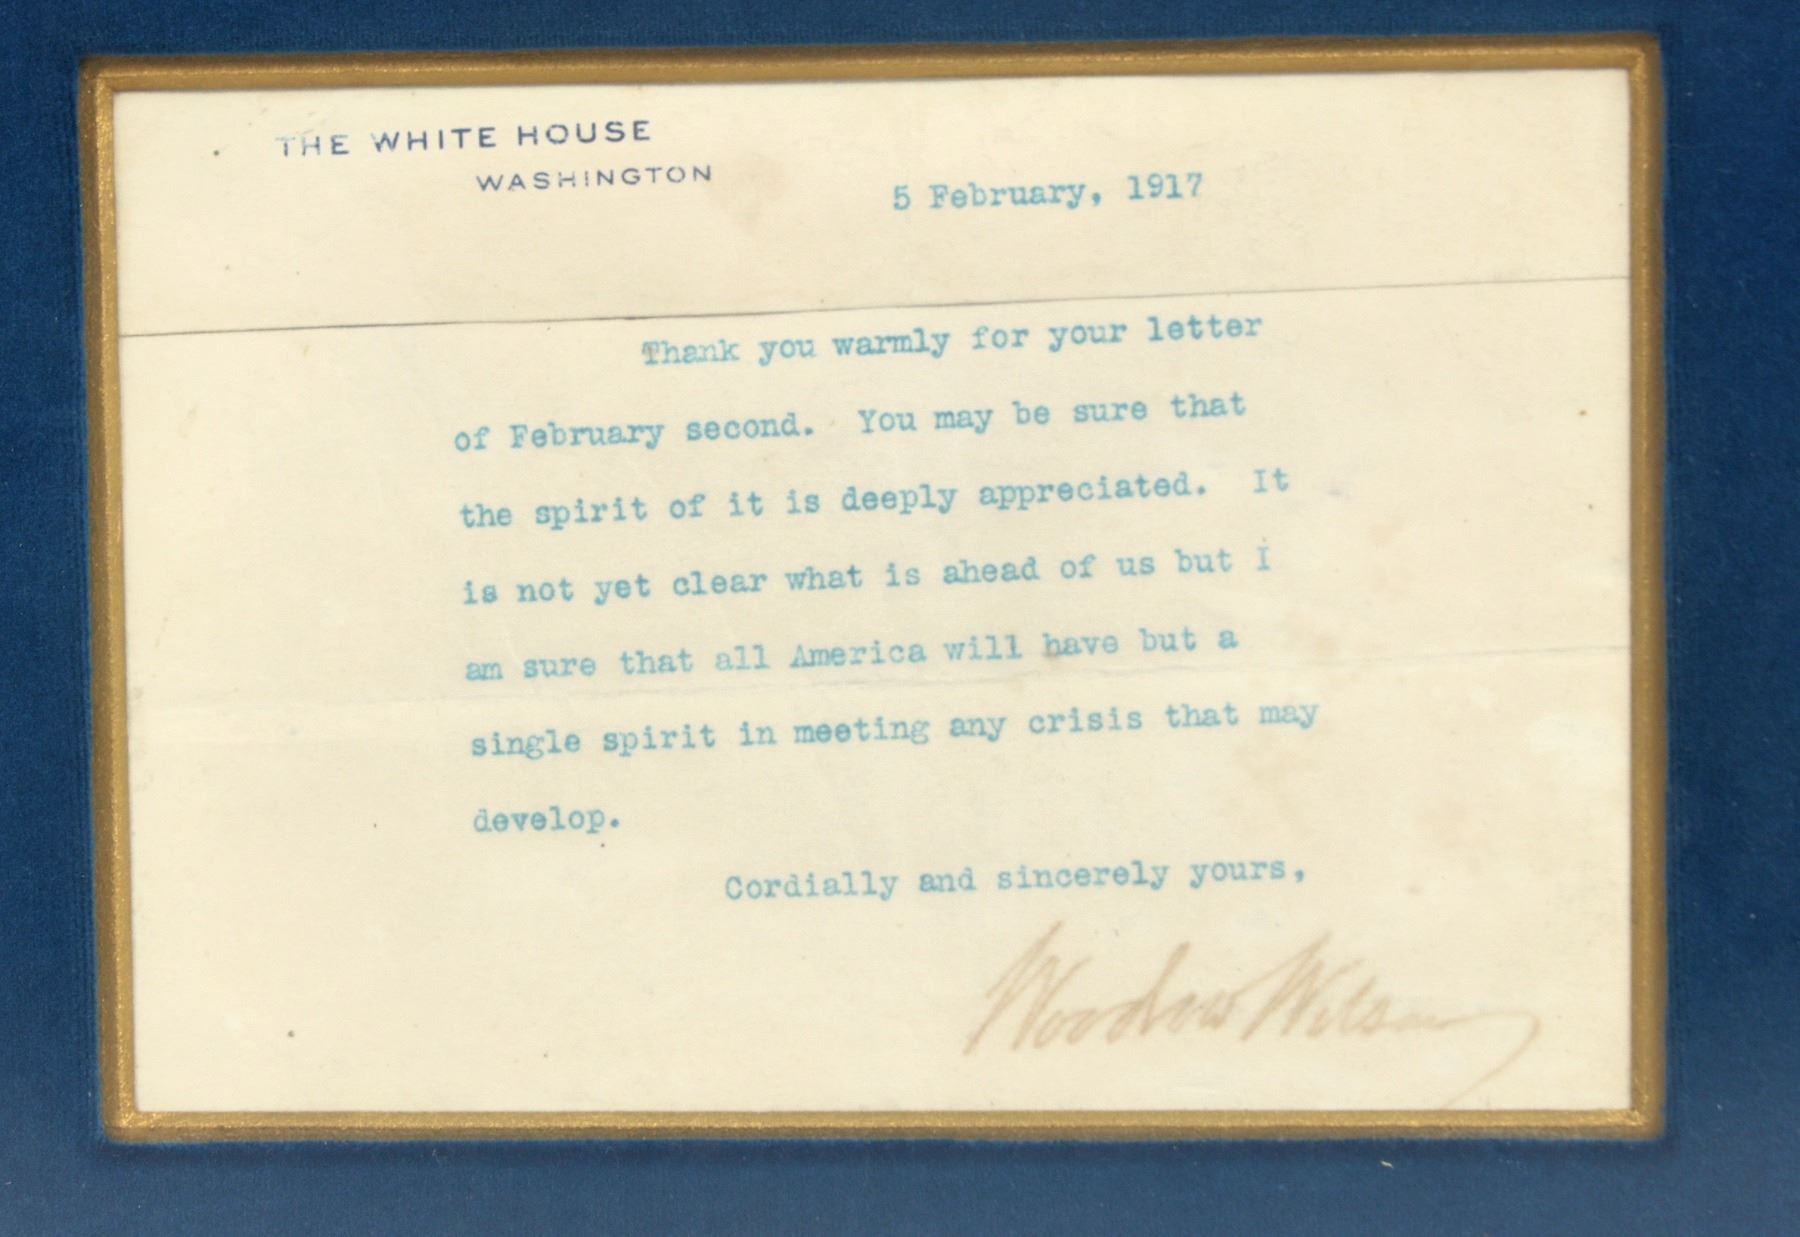 THE WHITE HOUSE
WASHINGTON
5 February, 1917
Thank you warmly for your letter
of February second. You may be sure that
the spirit of it is deeply appreciated. It
is not yet clear what is ahead of us but I
am sure that all America will have but a
single spirit in meeting any crisis that may
develop.
Cordially and sincerely yours,
Woodrow Wilson